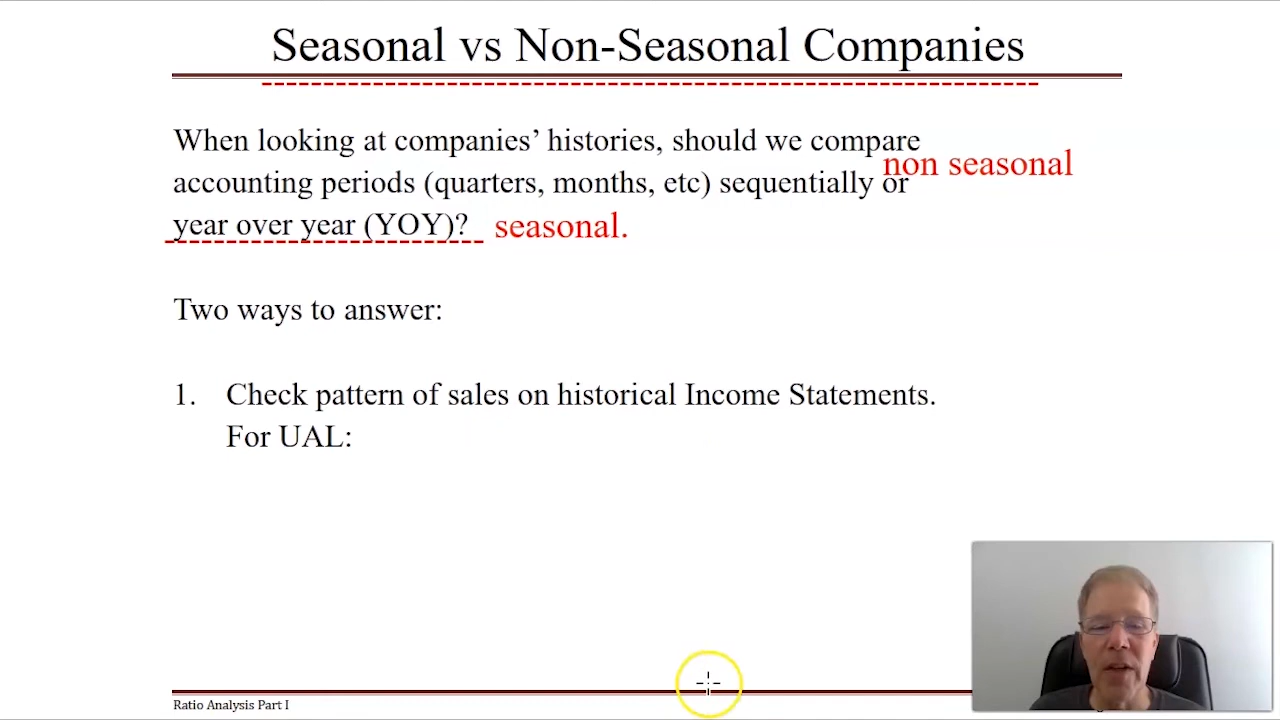 Seasonal vs Non-Seasonal Companies
When looking at companies’ histories, should we compare
non seasonal
accounting periods (quarters, months, etc) sequentially or
year over year (YOY)? seasonal.
Two ways to answer:
1. Check pattern of sales on historical Income Statements.
For UAL:
Ratio Analysis Part I